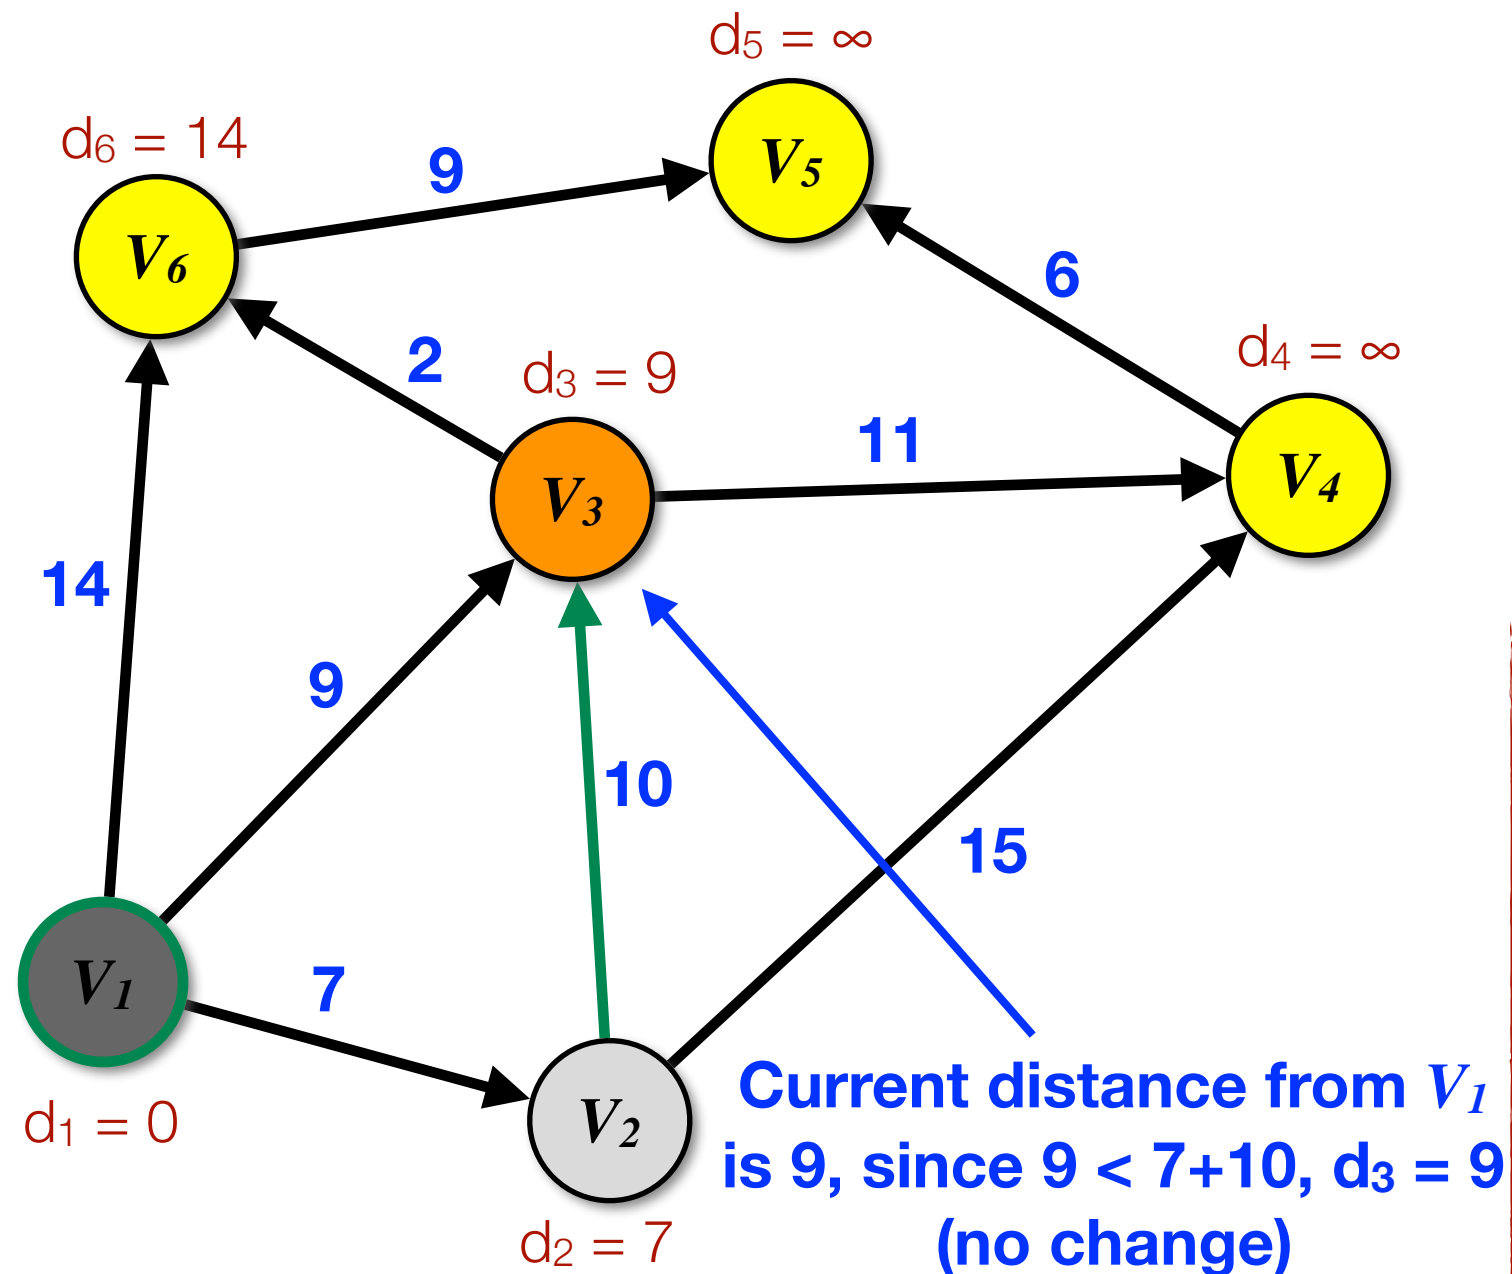 d₅ = ∞
V₅
d₆ = 14
9
V₆
6
d₄ = ∞
2
d₃ = 9
11
V₄
V₃
14
9
10
15
V₁
7
d₁ = 0
V₂
d₂ = 7
Current distance from V₁
is 9, since 9 < 7+10, d₃ = 9
(no change)